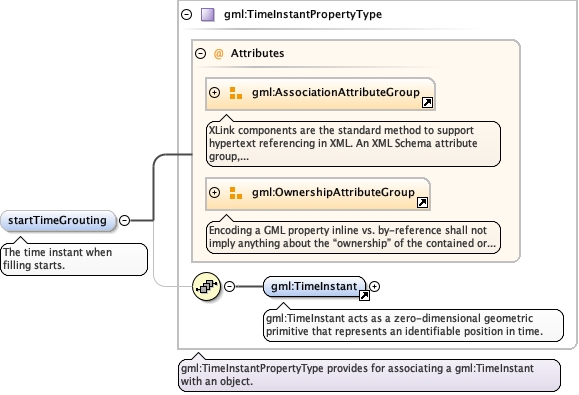 gml:TimeInstantPropertyType
@ Attributes
gml:AssociationAttributeGroup
XLink components are the standard method to support
hypertext referencing in XML. An XML Schema attribute
group,...
gml:OwnershipAttributeGroup
Encoding a GML property inline vs. by-reference shall not
imply anything about the “ownership” of the contained or...
startTimeGrouting
The time instant when
filling starts.
gml:TimeInstant
gml:TimeInstant acts as a zero-dimensional geometric
primitive that represents an identifiable position in time.
gml:TimeInstantPropertyType provides for associating a gml:TimeInstant
with an object.